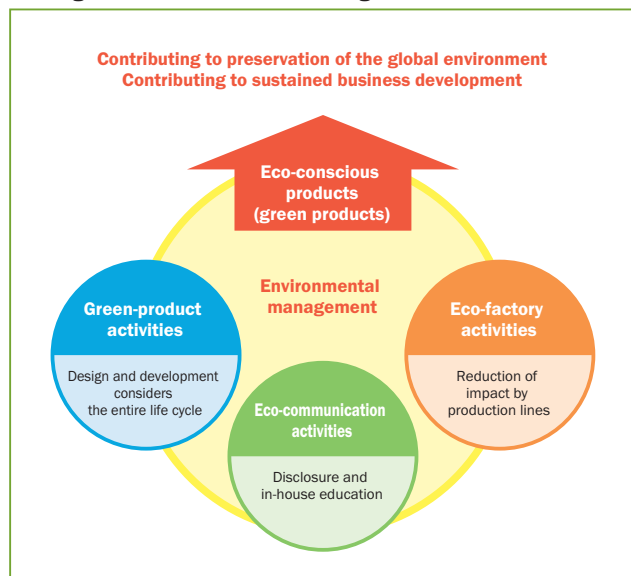 Contributing to preservation of the global environment
Contributing to sustained business development
Eco-conscious
products
(green products)
Environmental
management
Green-product
activities
Design and development
considers
the entire life cycle
Eco-communication
activities
Disclosure and
in-house education
Eco-factory
activities
Reduction of
impact by
production lines